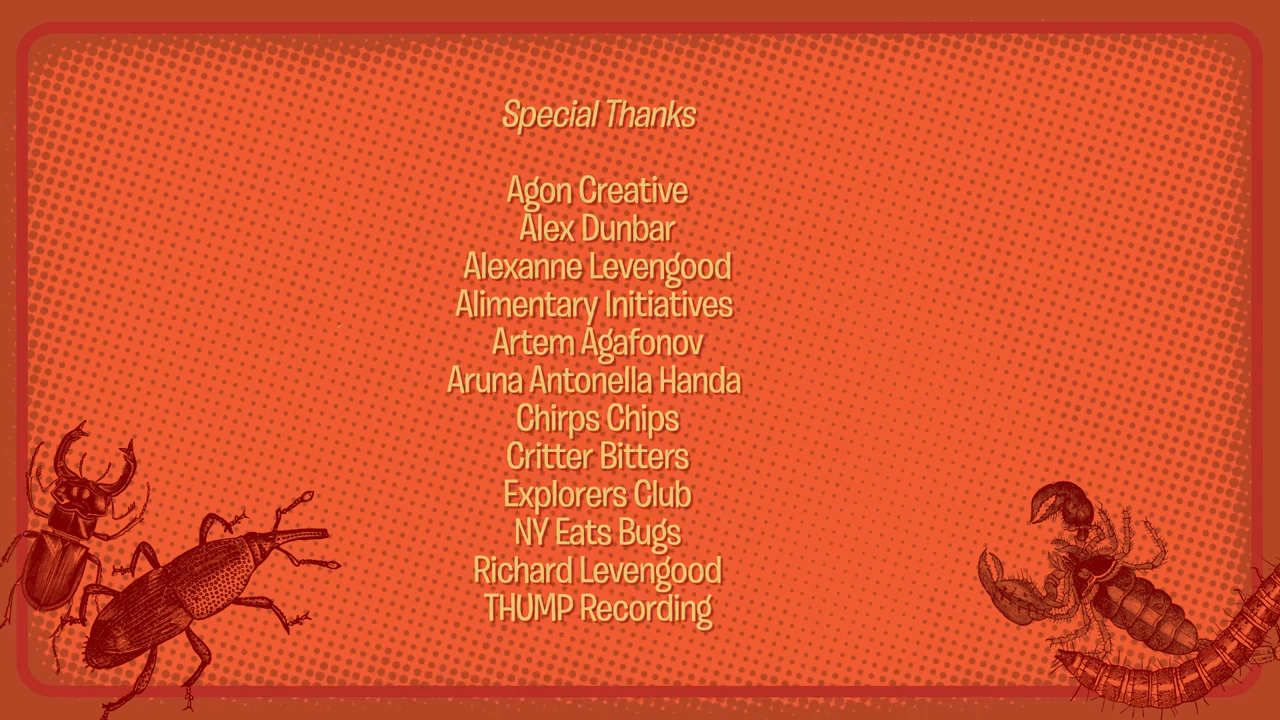 Special Thanks
Agon Creative
Alex Dunbar
Alexanne Levengood
Alimentary Initiatives
Artem Agafonov
Aruna Antonella Handa
Chirps Chips
Critter Bitters
Explorers Club
NY Eats Bugs
Richard Levengood
THUMP Recording